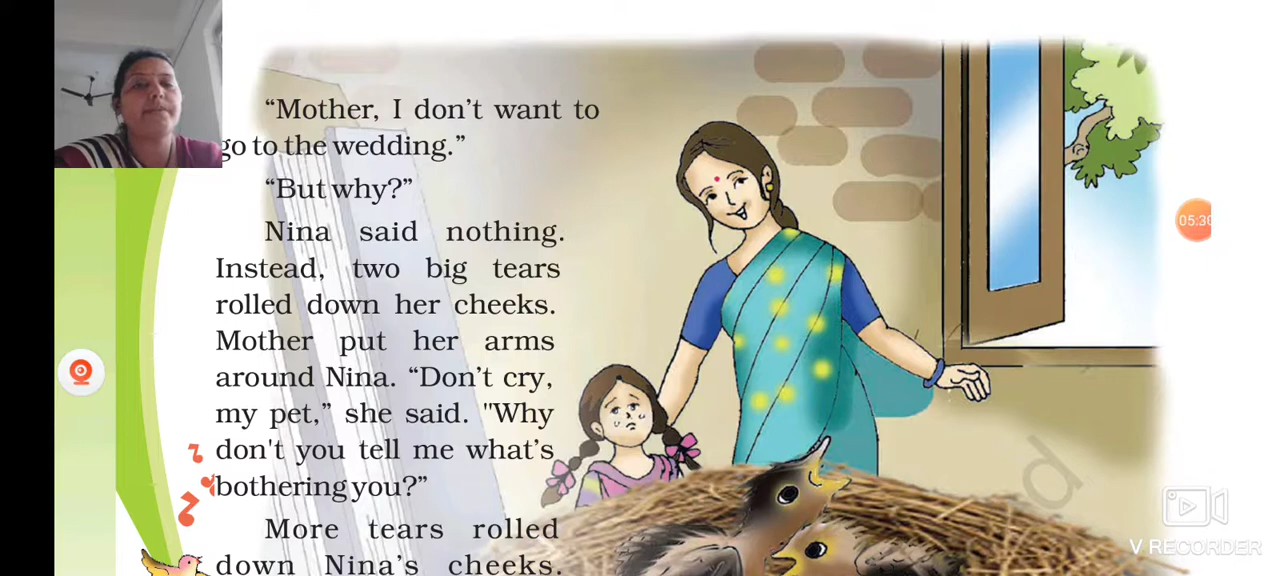 “Mother, I don’t want to
go to the wedding.”
“But why?”
Nina said nothing.
Instead, two big tears
rolled down her cheeks.
Mother put her arms
around Nina. “Don’t cry,
my pet,” she said. "Why
don't you tell me what’s
bothering you?”
More tears rolled
down Nina’s cheeks.
05:30
V RECORDER
d